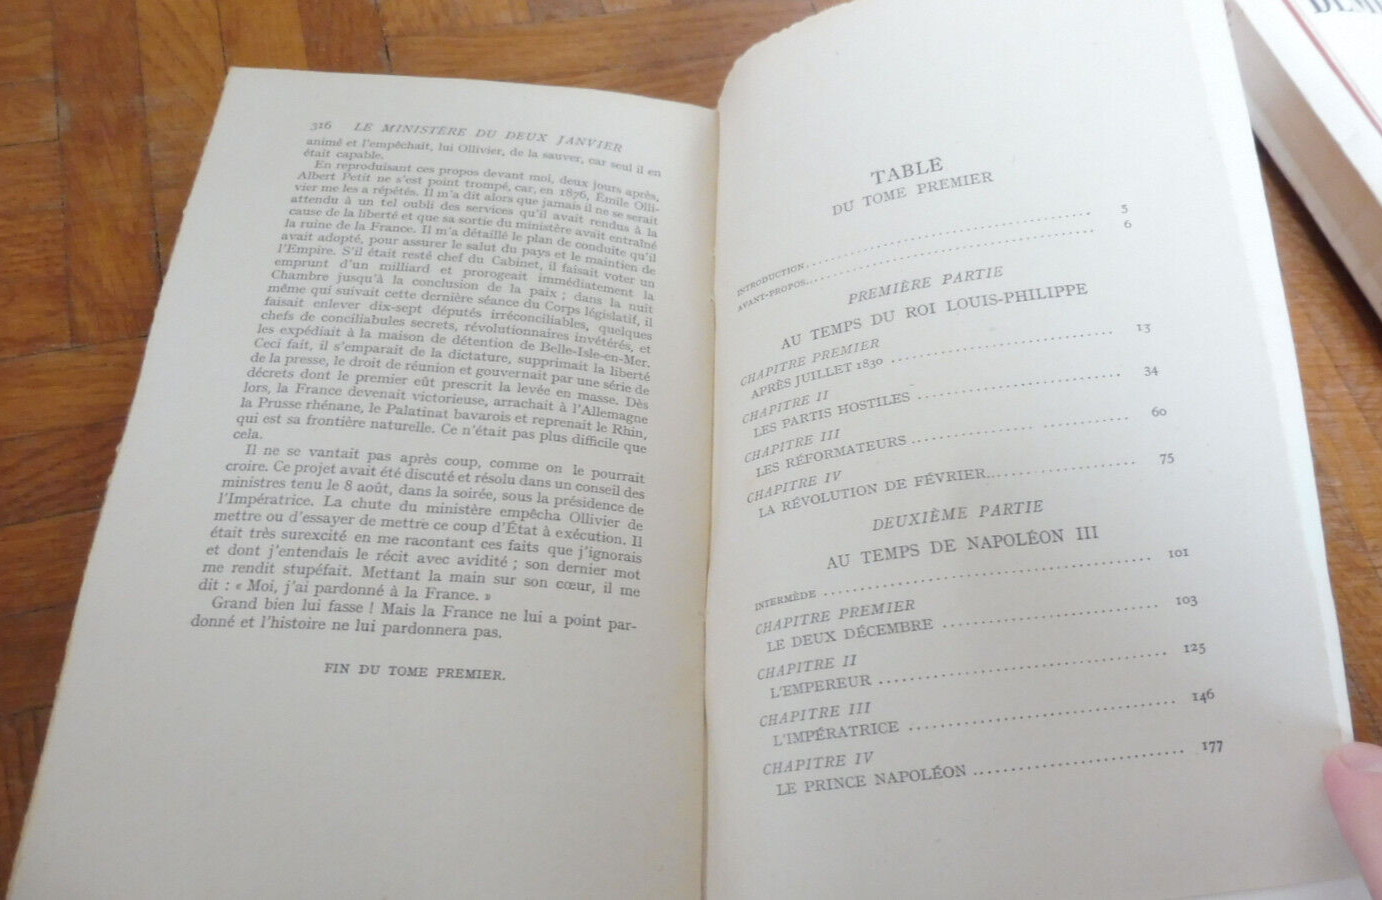 316 LE MINISTÈRE DU DEUX JANVIER
animé et l'empêchait, lui Ollivier, de la sauver, car seul il en
était capable.
En reproduisant ces propos devant moi, deux jours après,
Albert Petit ne s'est point trompé, car, en 1876, Émile Olli-
vier me les a répétés. Il m'a dit alors que jamais il ne se serait
attendu à un tel oubli des services qu'il avait rendus à la
cause de la liberté et que sa sortie du ministère avait entraîné
la ruine de la France. Il m'a détaillé le plan de conduite qu'il
avait adopté, pour assurer le salut du pays et le maintien de
l'Empire. S'il était resté chef du Cabinet, il faisait voter un
emprunt d'un milliard et prorogeait immédiatement la
Chambre jusqu'à la conclusion de la paix ; dans la nuit
même qui suivait cette dernière séance du Corps législatif, il
faisait enlever dix-sept députés irréconciliables, quelques
chefs de conciliabules secrets, révolutionnaires invétérés, et
les expédiait à la maison de détention de Belle-Isle-en-Mer.
Ceci fait, il s'emparait de la dictature, supprimait la liberté
de la presse, le droit de réunion et gouvernait par une série de
décrets dont le premier eût prescrit la levée en masse. Dès
lors, la France devenait victorieuse, arrachait à l'Allemagne
la Prusse rhénane, le Palatinat bavarois et reprenait le Rhin,
qui est sa frontière naturelle. Ce n'était pas plus difficile que
cela.
Il ne se vantait pas après coup, comme on le pourrait
croire. Ce projet avait été discuté et résolu dans un conseil des
ministres tenu le 8 août, dans la soirée, sous la présidence de
l'Impératrice. La chute du ministère empêcha Ollivier de
mettre ou d'essayer de mettre ce coup d'État à exécution. Il
était très surexcité en me racontant ces faits que j'ignorais
et dont j'entendais le récit avec avidité ; son dernier mot
me rendit stupéfait. Mettant la main sur son cœur, il me
dit : « Moi, j'ai pardonné à la France. »
Grand bien lui fasse ! Mais la France ne lui a point par-
donné et l'histoire ne lui pardonnera pas.
FIN DU TOME PREMIER.
TABLE
DU TOME PREMIER
INTRODUCTION 5
AVANT-PROPOS 6
PREMIÈRE PARTIE
AU TEMPS DU ROI LOUIS-PHILIPPE
CHAPITRE PREMIER
APRÈS JUILLET 1830 13
CHAPITRE II
LES PARTIS HOSTILES 34
CHAPITRE III
LES RÉFORMATEURS 60
CHAPITRE IV
LA RÉVOLUTION DE FÉVRIER 75
DEUXIÈME PARTIE
AU TEMPS DE NAPOLÉON III
INTERMÈDE 101
CHAPITRE PREMIER
LE DEUX DÉCEMBRE 103
CHAPITRE II
L'EMPEREUR 125
CHAPITRE III
L'IMPÉRATRICE 146
CHAPITRE IV
LE PRINCE NAPOLÉON 177